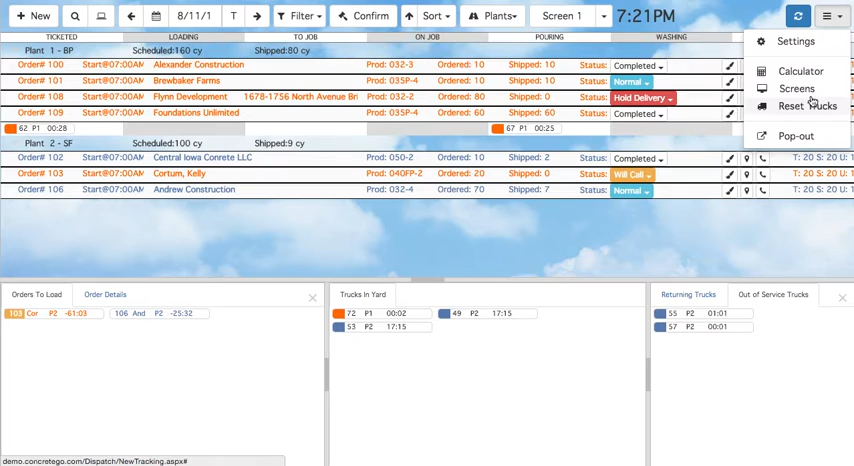 New 8/11/1 T Filter Confirm Sort Plants Screen 1 7:21PM
TICKETED LOADING TO JOB ON JOB POURING WASHING
Plant 1 - BP Scheduled:160 cy Shipped:80 cy
Order# 100 Start@07:00AM Alexander Construction Prod: 032-3 Ordered: 10 Shipped: 10 Status: Completed
Order# 101 Start@07:00AM Brewbaker Farms Prod: 035P-4 Ordered: 10 Shipped: 10 Status: Normal
Order# 108 Start@07:00AM Flynn Development 1678-1756 North Avenue Bri Prod: 032-2 Ordered: 80 Shipped: 0 Status: Hold Delivery
Order# 109 Start@07:00AM Foundations Unlimited Prod: 035P-4 Ordered: 60 Shipped: 60 Status: Completed
62 P1 00:28 67 P1 00:25
Plant 2 - SF Scheduled:100 cy Shipped:9 cy
Order# 102 Start@07:00AM Central Iowa Conrete LLC Prod: 050-2 Ordered: 10 Shipped: 2 Status: Completed T: 20 S: 20 U: 1
Order# 103 Start@07:00AM Cortum, Kelly Prod: 040FP-2 Ordered: 20 Shipped: 0 Status: Will Call T: 20 S: 20 U:
Order# 106 Start@07:00AM Andrew Construction Prod: 032-4 Ordered: 70 Shipped: 7 Status: Normal T: 20 S: 20 U:
Settings
Calculator
Screens
Reset Trucks
Pop-out
Orders To Load Order Details
103 Cor P2 -61:03 106 And P2 -25:32
Trucks In Yard
72 P1 00:02 49 P2 17:15
53 P2 17:15
Returning Trucks Out of Service Trucks
55 P2 01:01
57 P2 00:01
demo.concretego.com/Dispatch/NewTracking.aspx#